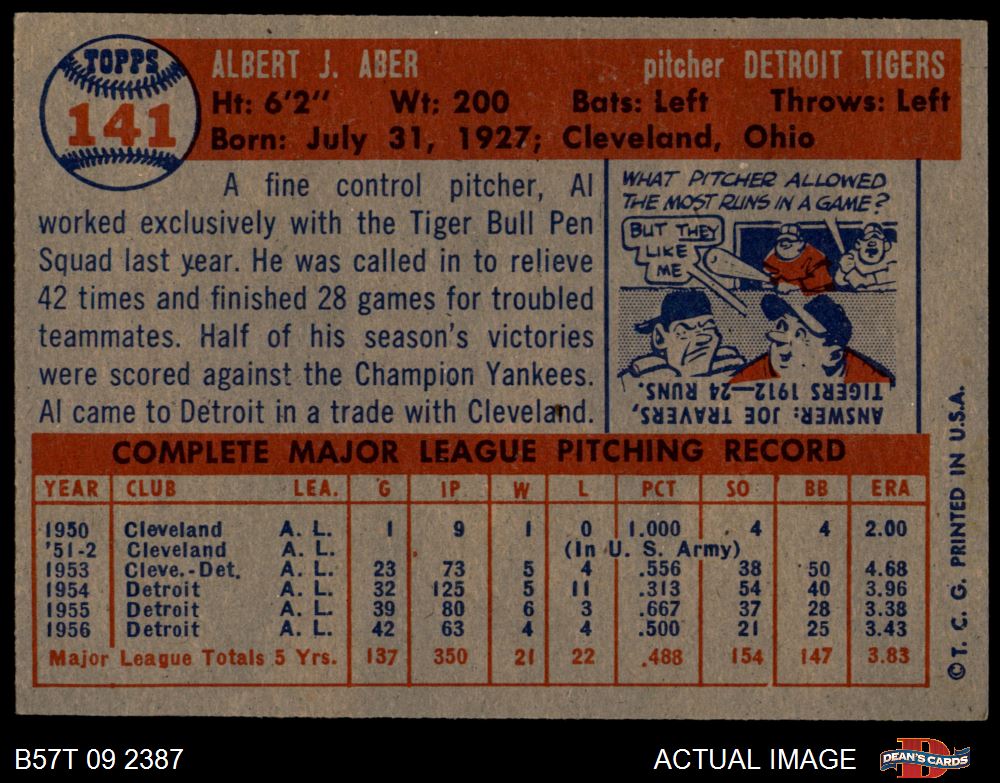 TOPPS
141
ALBERT J. ABER pitcher DETROIT TIGERS
Ht: 6'2" Wt: 200 Bats: Left Throws: Left
Born: July 31, 1927; Cleveland, Ohio
A fine control pitcher, Al
worked exclusively with the Tiger Bull Pen
Squad last year. He was called in to relieve
42 times and finished 28 games for troubled
teammates. Half of his season's victories
were scored against the Champion Yankees.
Al came to Detroit in a trade with Cleveland.
WHAT PITCHER ALLOWED
THE MOST RUNS IN A GAME?
BUT THEY
LIKE
ME
ANSWER: JOE TRAVERS,
TIGERS 1912—24 RUNS.
COMPLETE MAJOR LEAGUE PITCHING RECORD
YEAR CLUB LEA. G IP W L PCT SO BB ERA
1950 Cleveland A. L. 1 9 1 0 1.000 4 4 2.00
'51-2 Cleveland A. L. (In U. S. Army)
1953 Cleve.-Det. A. L. 23 73 5 4 .556 38 50 4.68
1954 Detroit A. L. 32 125 5 11 .313 54 40 3.96
1955 Detroit A. L. 39 80 6 3 .667 37 28 3.38
1956 Detroit A. L. 42 63 4 4 .500 21 25 3.43
Major League Totals 5 Yrs. 137 350 21 22 .488 154 147 3.83
©T. C. G. PRINTED IN U.S.A.
B57T 09 2387 ACTUAL IMAGE
D
DEAN'S CARDS